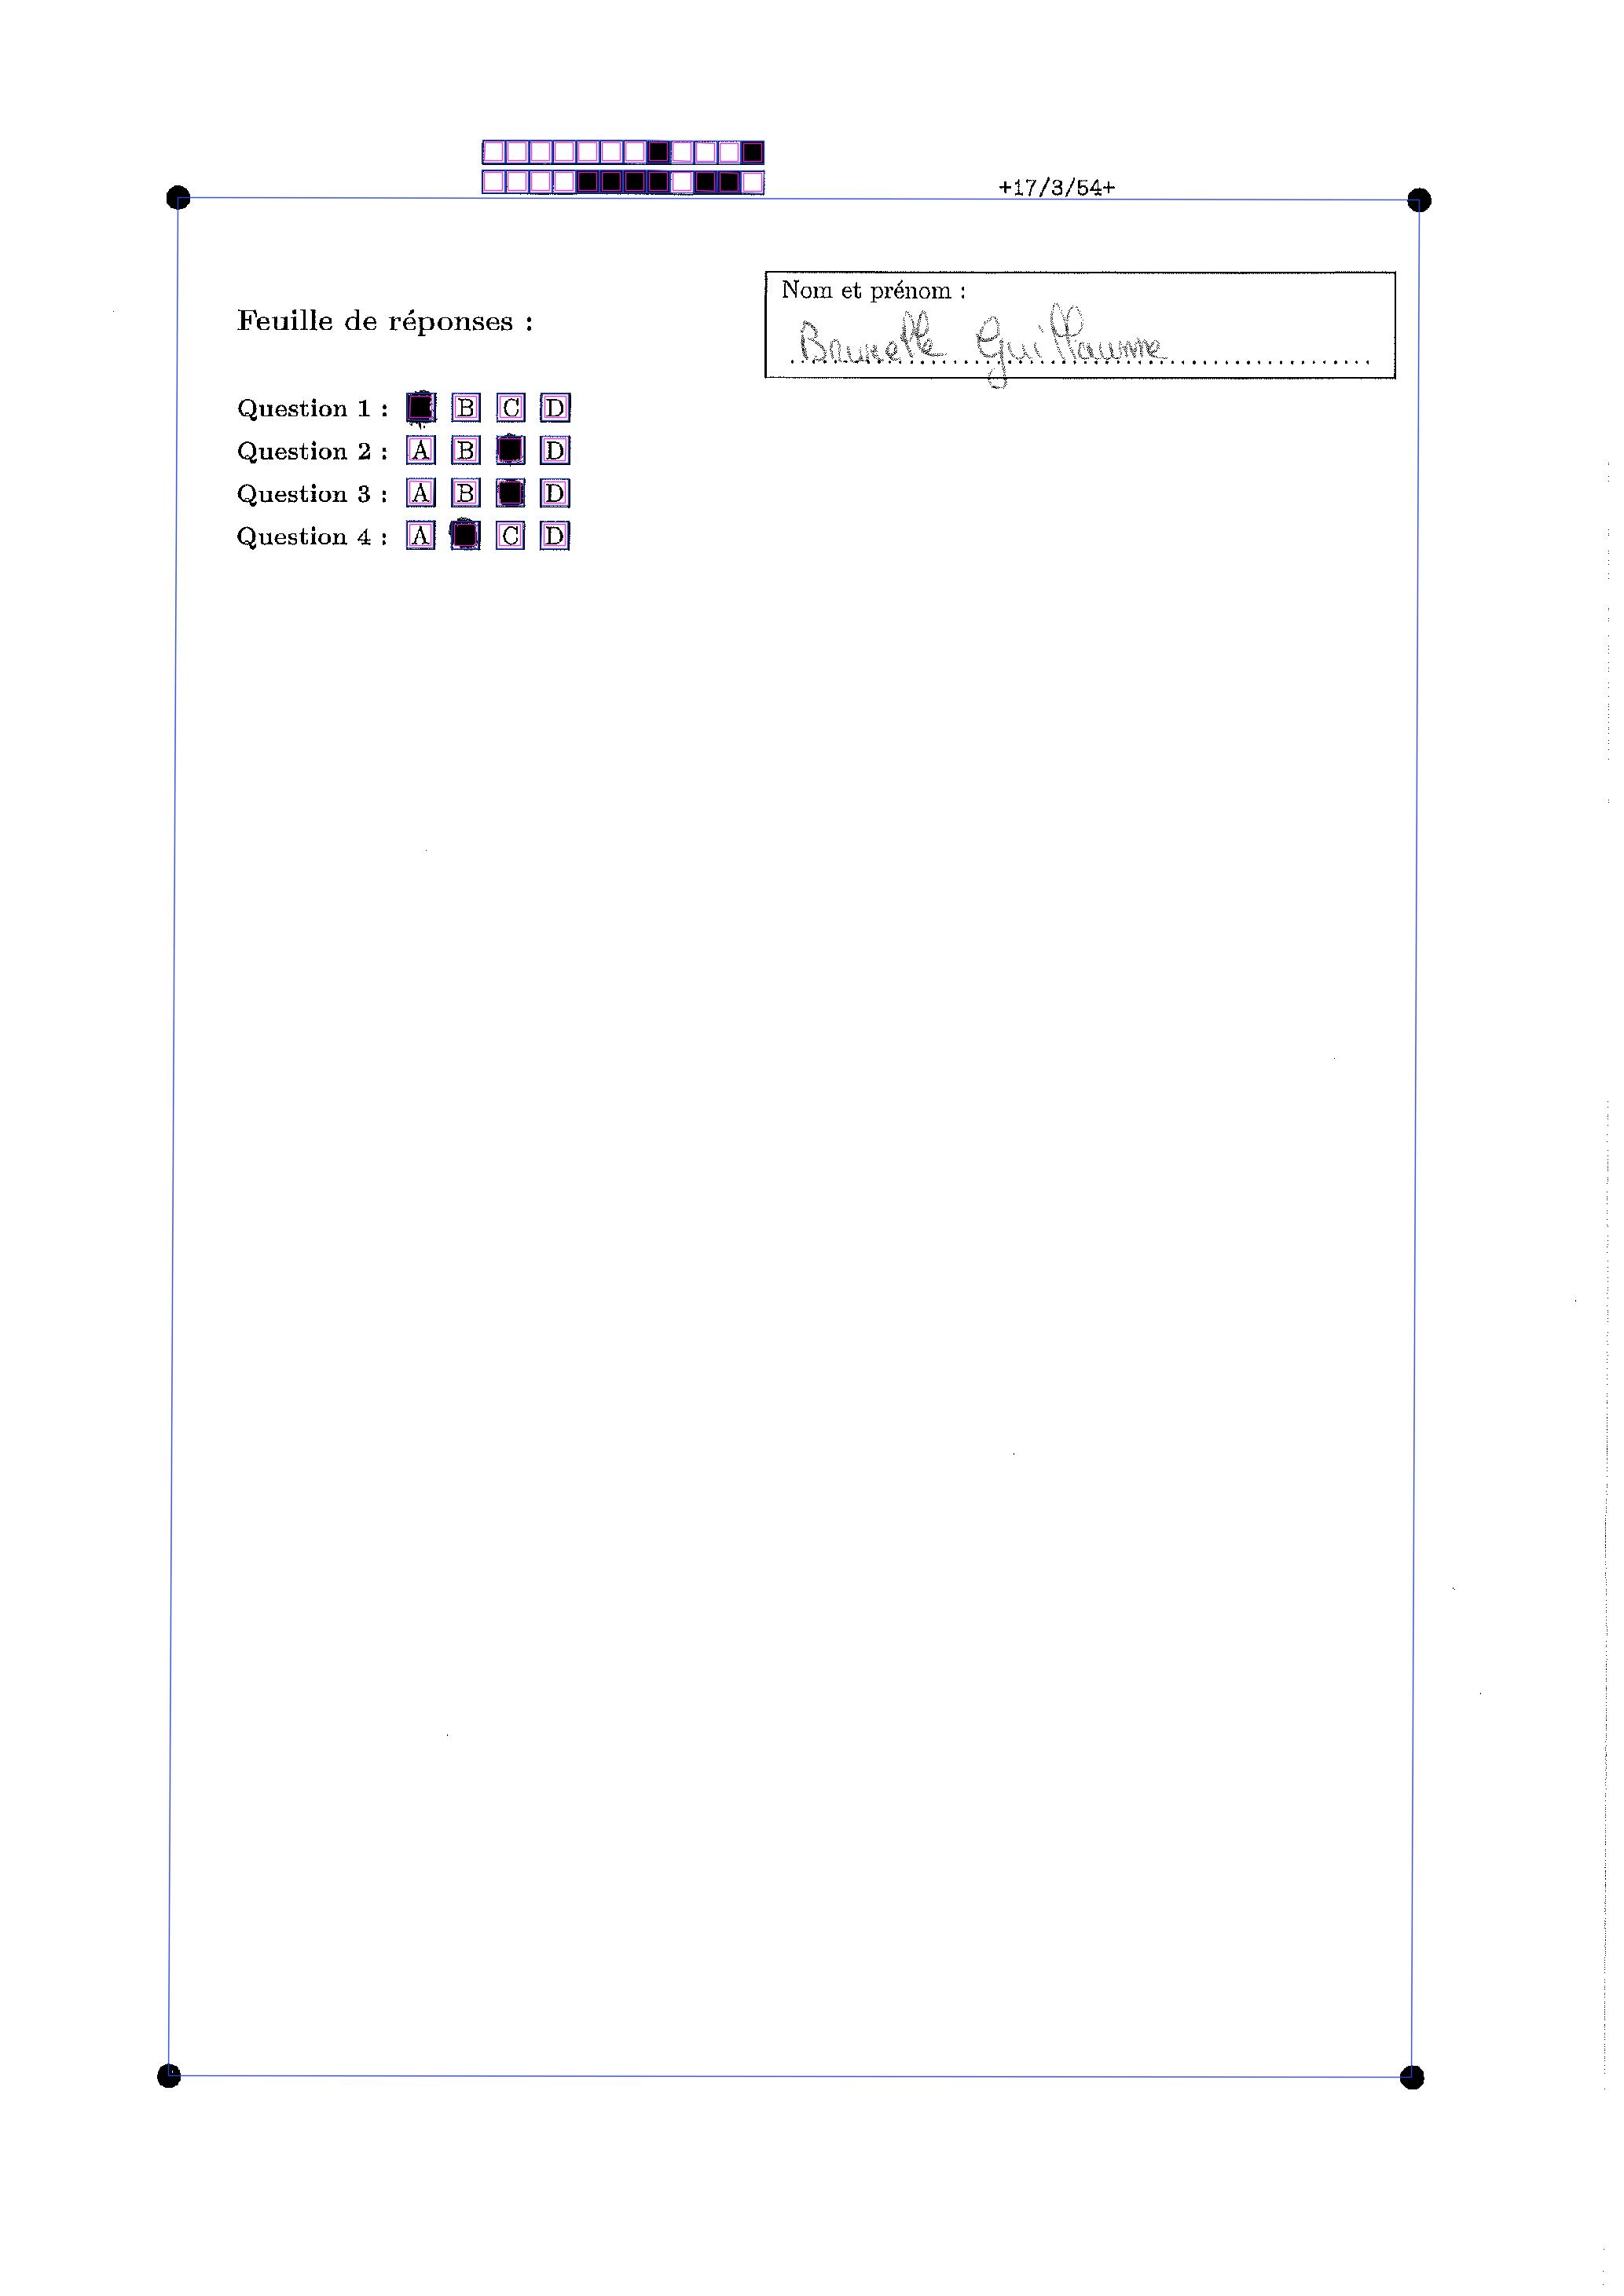 +17/3/54+
Nom et prénom :
Brunelle Guillaume
Feuille de réponses :
Question 1 : B C D
Question 2 : A B D
Question 3 : A B D
Question 4 : A C D